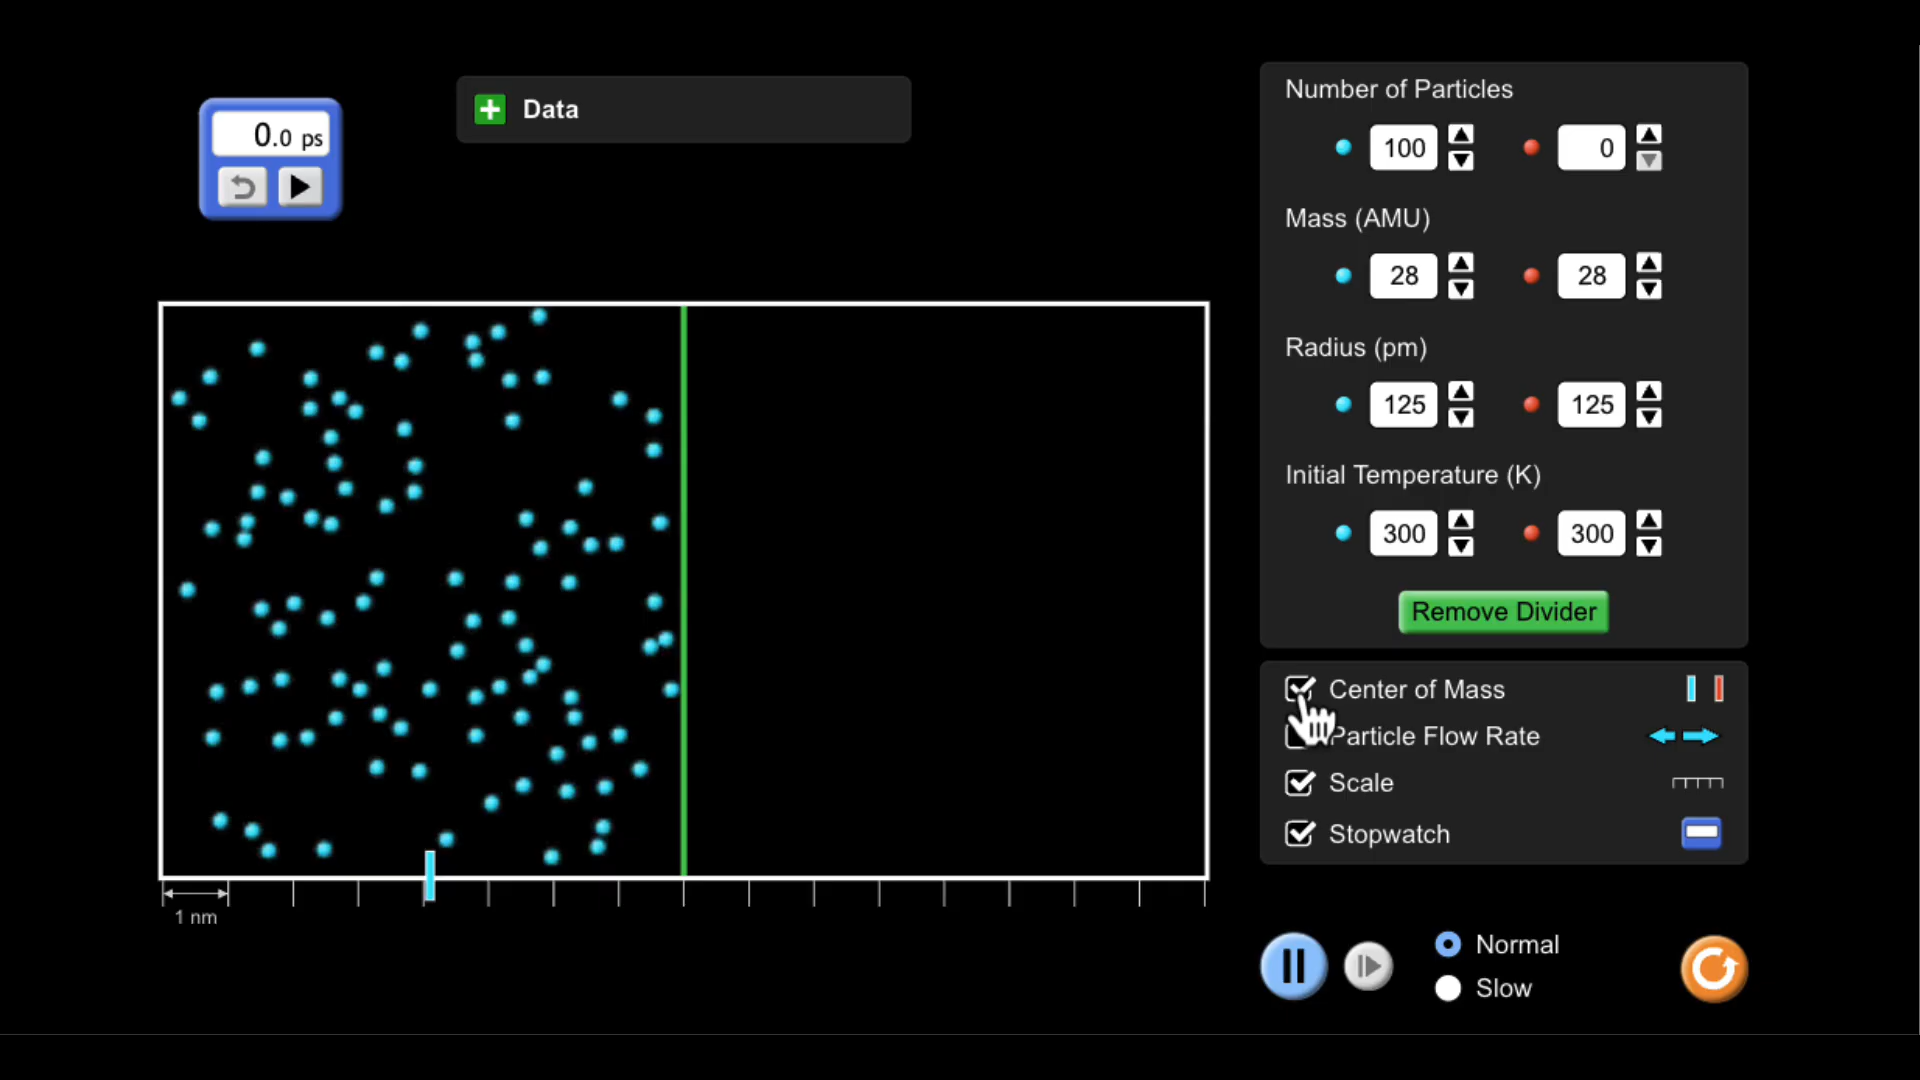 Data
0.0 ps
Number of Particles
100 0
Mass (AMU)
28 28
Radius (pm)
125 125
Initial Temperature (K)
300 300
Remove Divider
Center of Mass
Particle Flow Rate
Scale
Stopwatch
1 nm
Normal
Slow